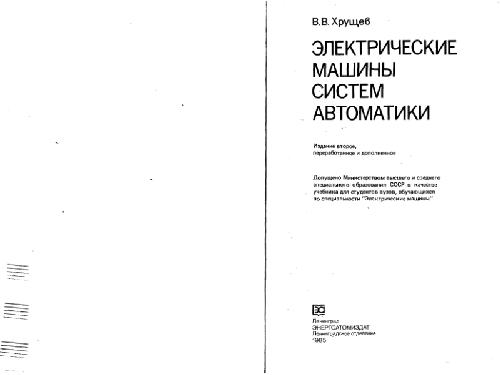 В.В. Хрущев
ЭЛЕКТРИЧЕСКИЕ
МАШИНЫ
СИСТЕМ
АВТОМАТИКИ
Издание второе,
переработанное и дополненное
Допущено Министерством высшего и среднего
специального образования СССР в качестве
учебника для студентов вузов, обучающихся
по специальности "Электрические машины"
Ленинград
ЭНЕРГОАТОМИЗДАТ
Ленинградское отделение
1985